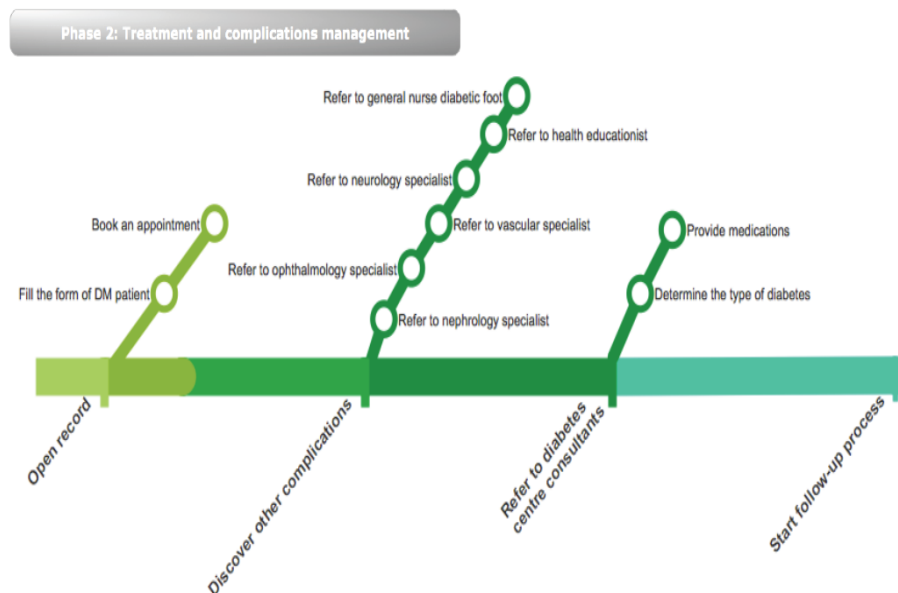 Phase 2: Treatment and complications management
Refer to general nurse diabetic foot
Refer to health educationist
Refer to neurology specialist
Book an appointment
Refer to vascular specialist
Provide medications
Refer to ophthalmology specialist
Fill the form of DM patient
Determine the type of diabetes
Refer to nephrology specialist
Open record
Discover other complications
Refer to diabetes
centre consultants
Start follow-up process